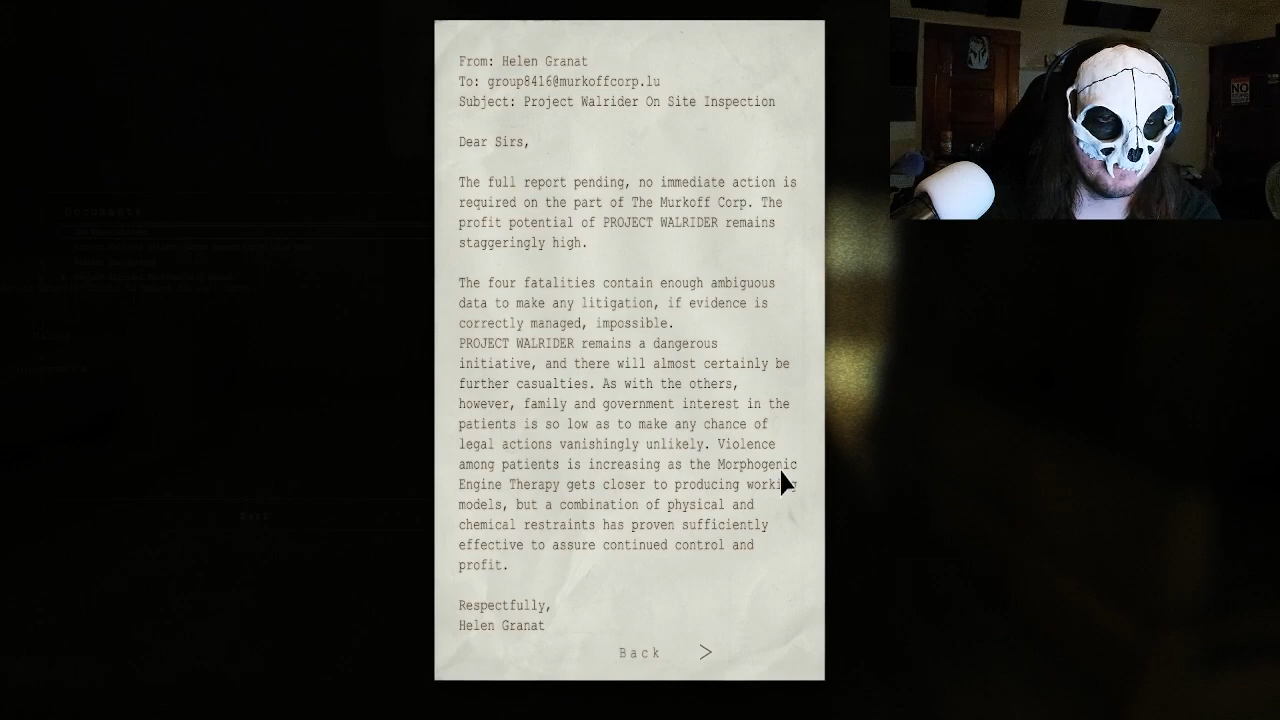 From: Helen Granat
To: group8416@murkoffcorp.lu
Subject: Project Walrider On Site Inspection
Dear Sirs,
The full report pending, no immediate action is
required on the part of The Murkoff Corp. The
profit potential of PROJECT WALRIDER remains
staggeringly high.
The four fatalities contain enough ambiguous
data to make any litigation, if evidence is
correctly managed, impossible.
PROJECT WALRIDER remains a dangerous
initiative, and there will almost certainly be
further casualties. As with the others,
however, family and government interest in the
patients is so low as to make any chance of
legal actions vanishingly unlikely. Violence
among patients is increasing as the Morphogenic
Engine Therapy gets closer to producing working
models, but a combination of physical and
chemical restraints has proven sufficiently
effective to assure continued control and
profit.
Respectfully,
Helen Granat
Back >
Documents
NO